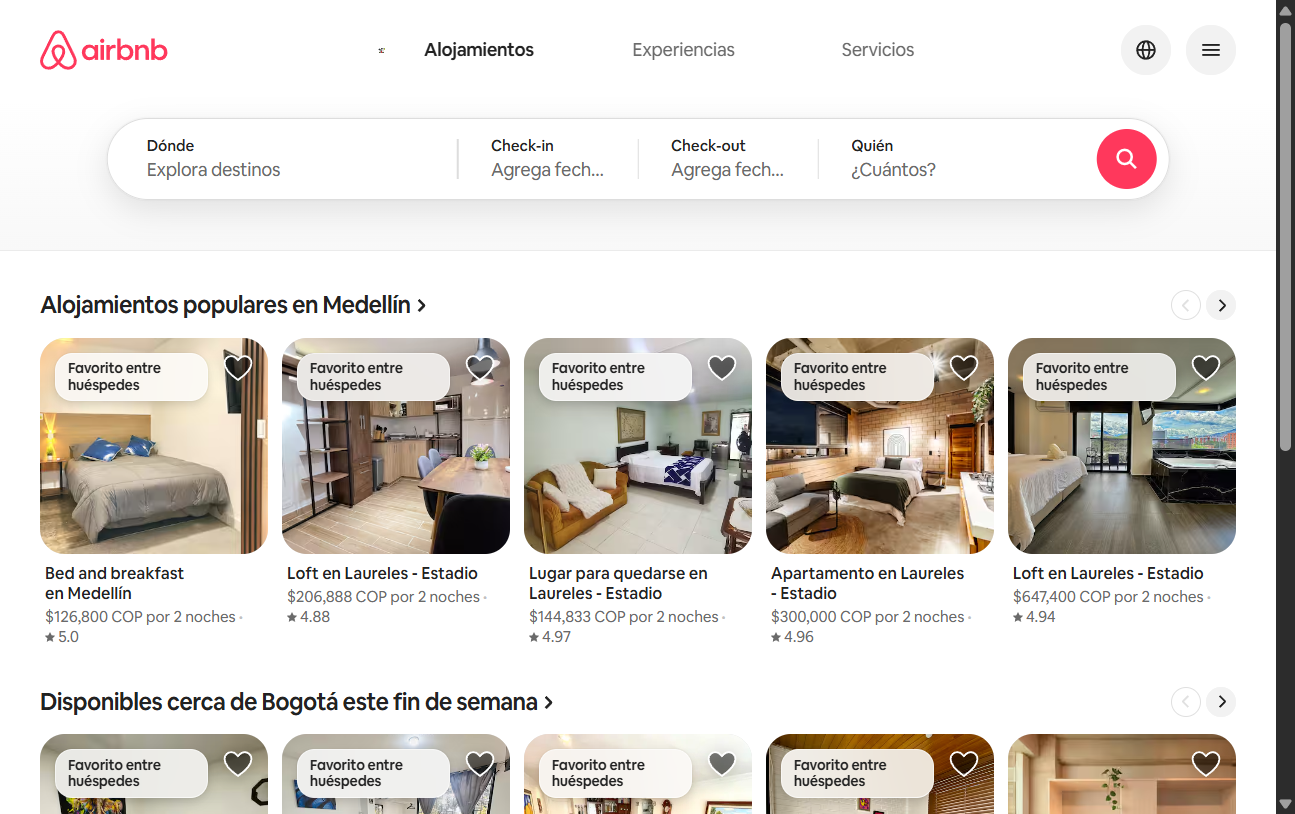 airbnb
Alojamientos
Experiencias
Servicios
Dónde
Explora destinos
Check-in
Agrega fech...
Check-out
Agrega fech...
Quién
¿Cuántos?
Alojamientos populares en Medellín
Favorito entre
huéspedes
Favorito entre
huéspedes
Favorito entre
huéspedes
Favorito entre
huéspedes
Favorito entre
huéspedes
Bed and breakfast
en Medellín
$126,800 COP por 2 noches ·
5.0
Loft en Laureles - Estadio
$206,888 COP por 2 noches ·
4.88
Lugar para quedarse en
Laureles - Estadio
$144,833 COP por 2 noches ·
4.97
Apartamento en Laureles
- Estadio
$300,000 COP por 2 noches ·
4.96
Loft en Laureles - Estadio
$647,400 COP por 2 noches ·
4.94
Disponibles cerca de Bogotá este fin de semana
Favorito entre
huéspedes
Favorito entre
huéspedes
Favorito entre
huéspedes
Favorito entre
huéspedes